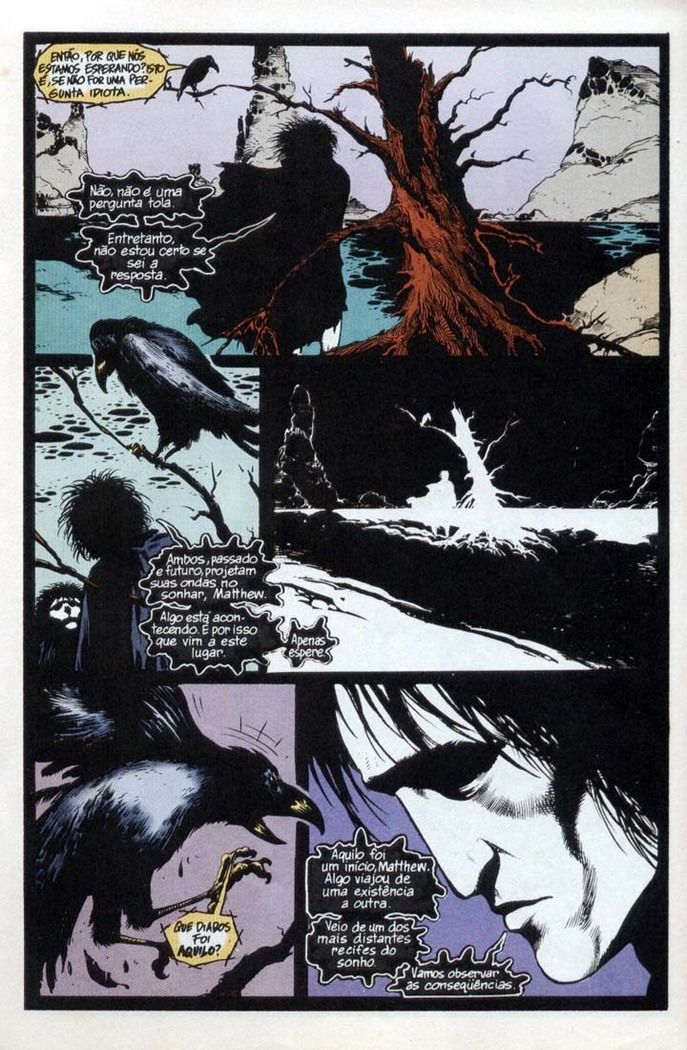 ENTÃO, POR QUE NÓS
ESTAMOS ESPERANDO? ISTO
É, SE NÃO FOR UMA PER-
GUNTA IDIOTA.
Não, não é uma
pergunta tola.
Entretanto,
não estou certo se
sei a
resposta.
Ambos, passado
e futuro, projetam
suas ondas no
sonhar, Matthew.
Algo está acon-
tecendo. E por isso
que vim a este
lugar.
Apenas
espere
QUE DIABOS
FOI
AQUILO?
Aquilo foi
um início, Matthew.
Algo viajou de
uma existência
a outra.
Veio de um dos
mais distantes
recifes do
sonho.
Vamos observar
as conseqüências.